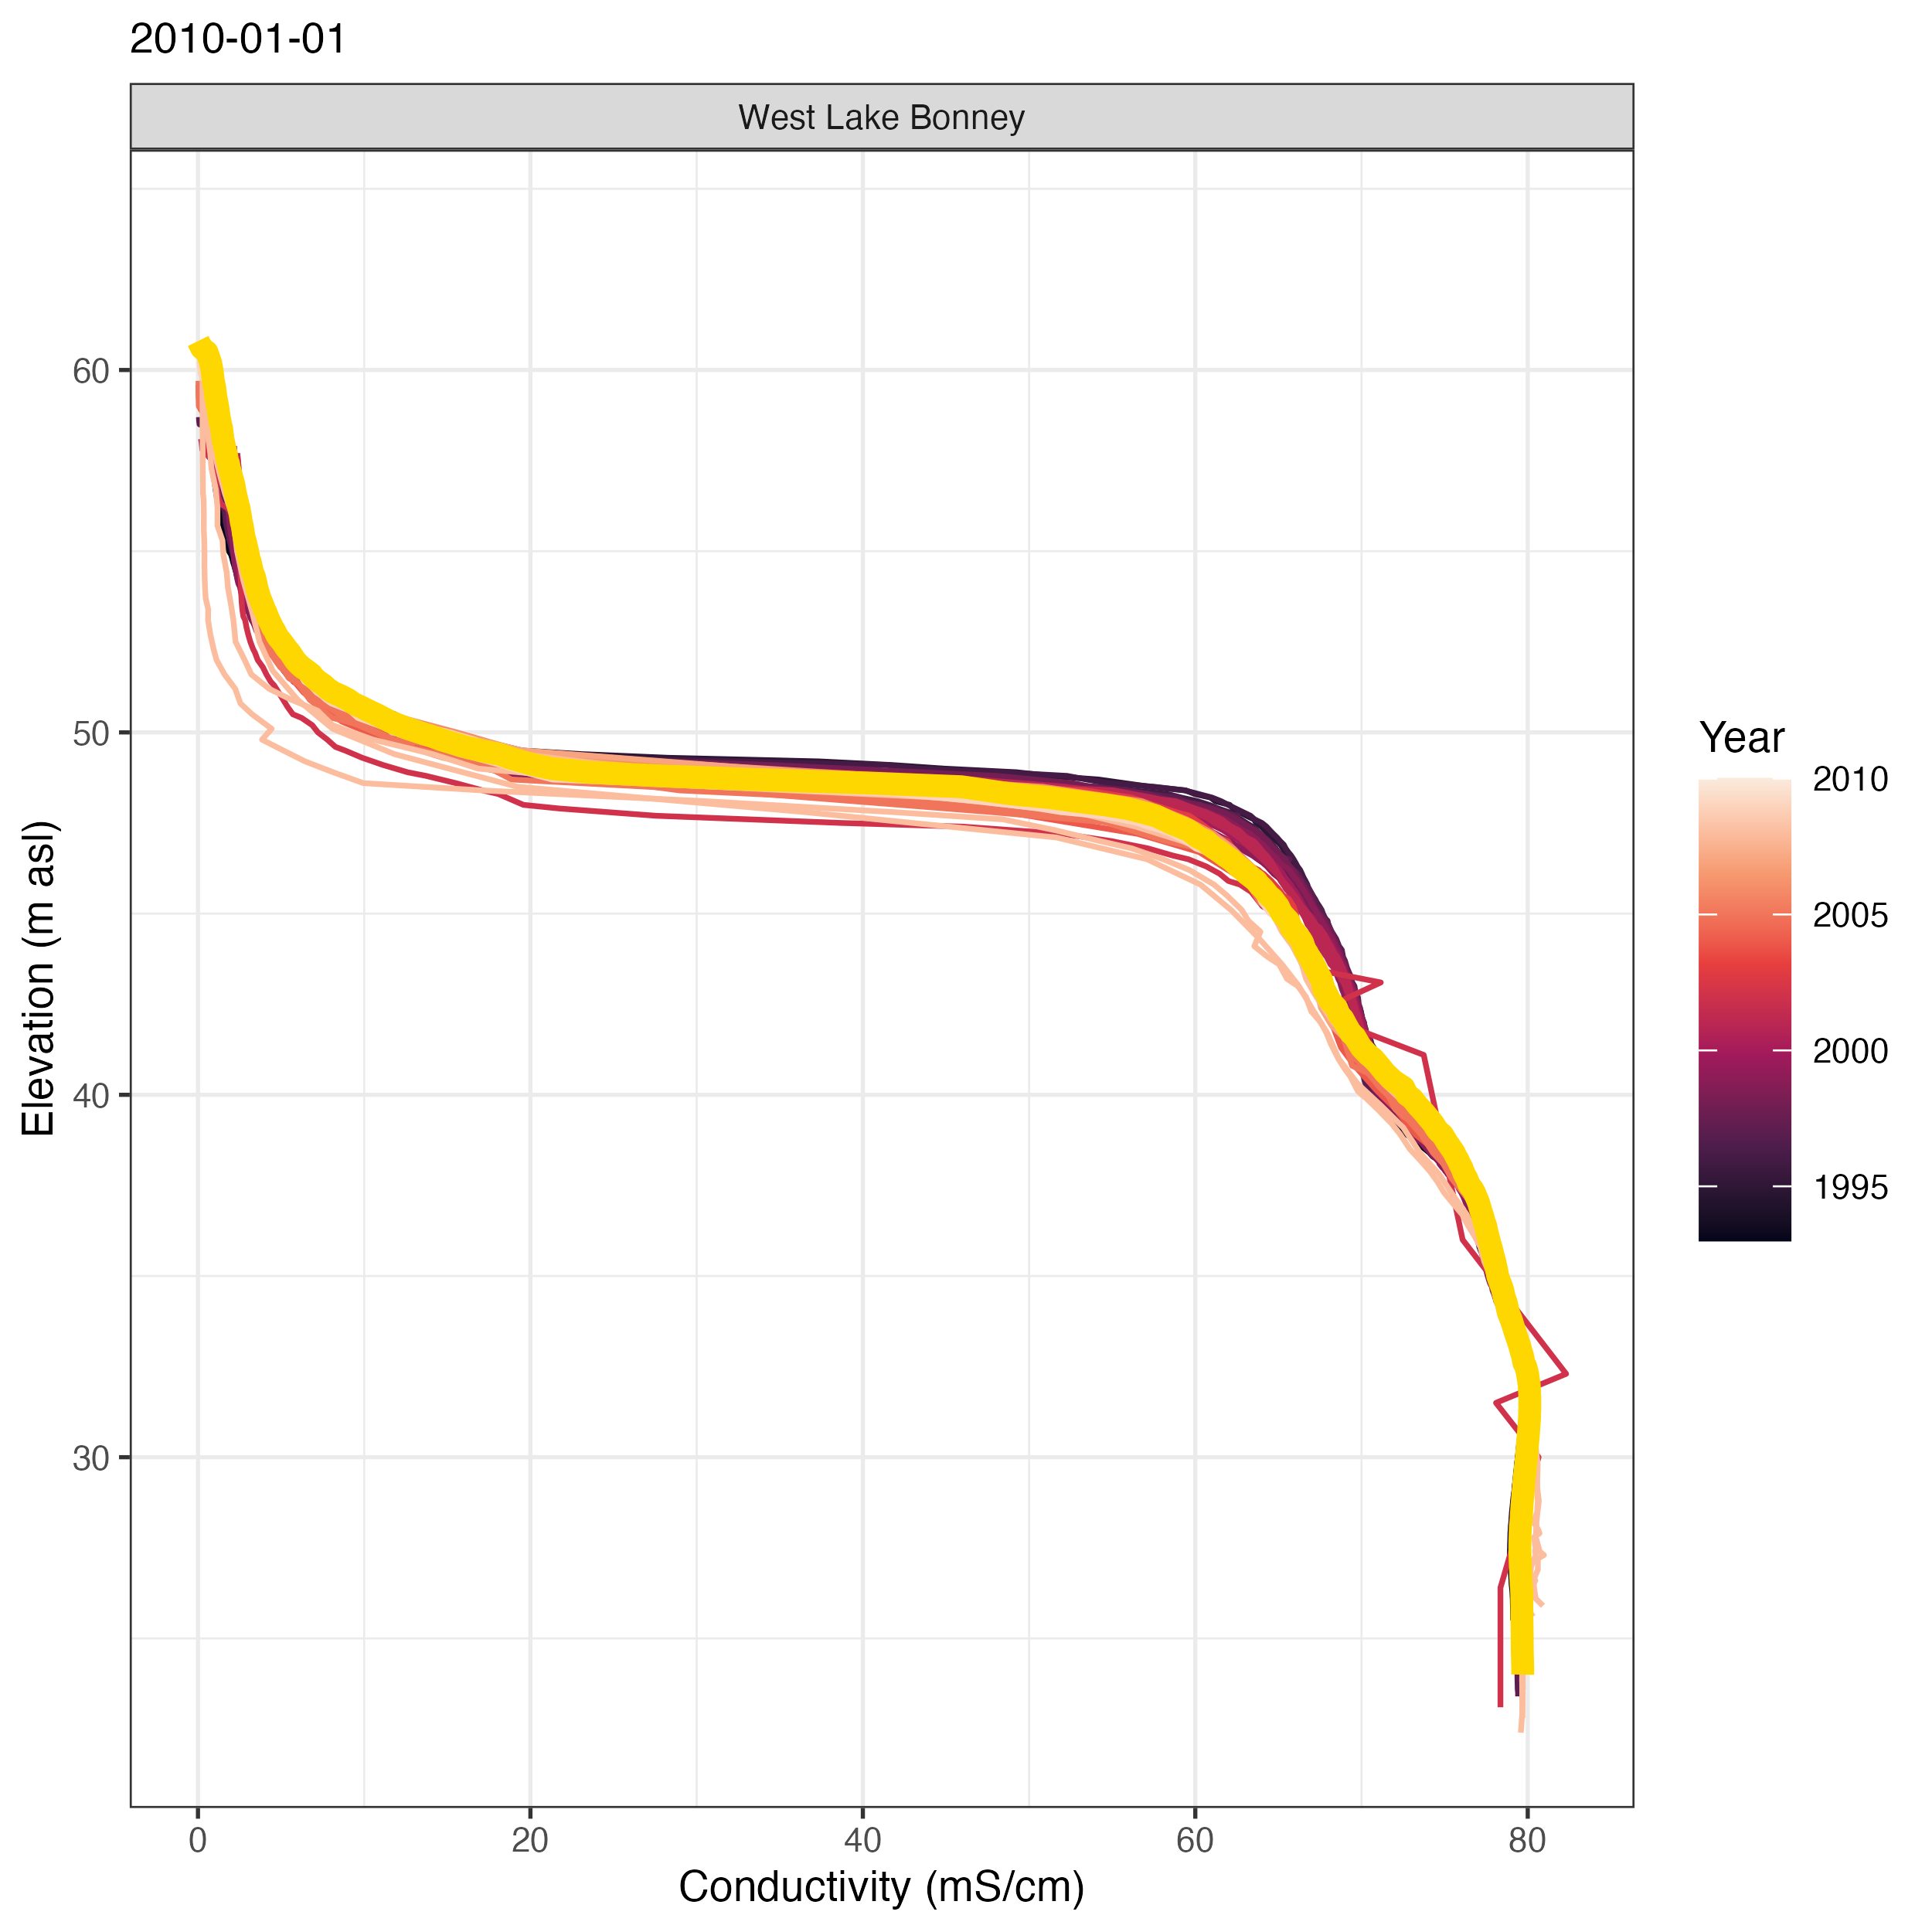 2010-01-01
West Lake Bonney
60
50
40
30
Elevation (m asl)
0 20 40 60 80
Conductivity (mS/cm)
Year
2010
2005
2000
1995